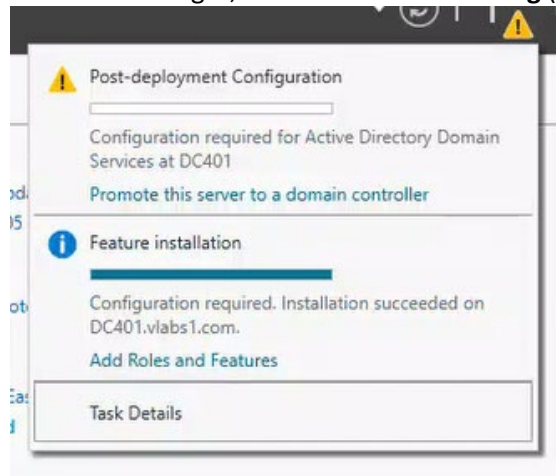 Post-deployment Configuration
Configuration required for Active Directory Domain
Services at DC401
Promote this server to a domain controller
Feature installation
Configuration required. Installation succeeded on
DC401.vlabs1.com.
Add Roles and Features
Task Details